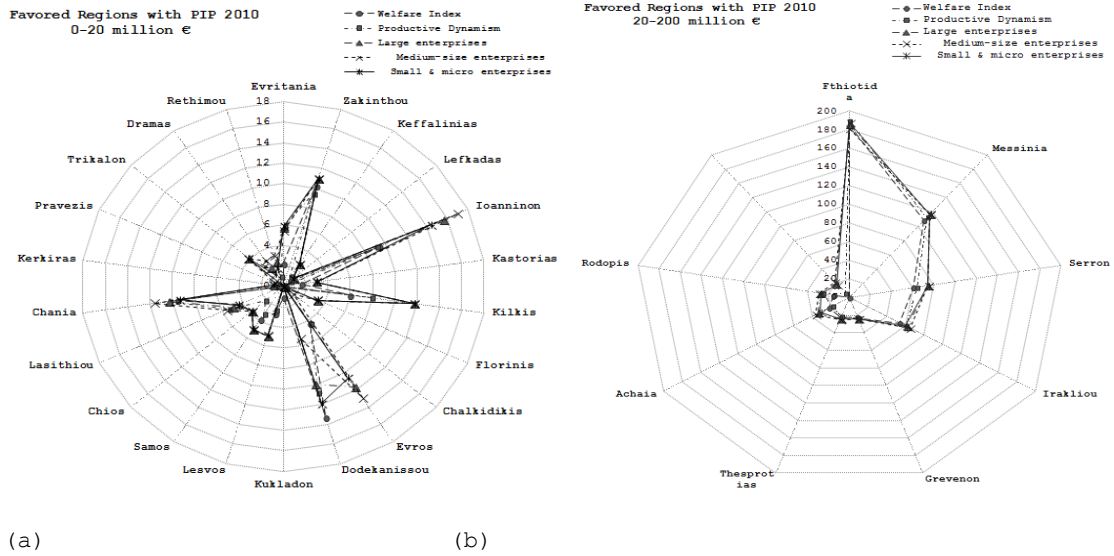 Favored Regions with PIP 2010
0-20 million €
Welfare Index
Productive Dynamism
Large enterprises
Medium-size enterprises
Small & micro enterprises
Evritania
Zakinthou
Keffalinias
Lefkadas
Ioanninon
Kastorias
Kilkis
Florinis
Chalkidikis
Evros
Dodekanissou
Kukladon
Lesvos
Samos
Chios
Lasithiou
Chania
Kerkiras
Pravezis
Trikalon
Dramas
Rethimou
18
16
14
12
10
8
6
4
2
0
(a)
Favored Regions with PIP 2010
20-200 million €
Welfare Index
Productive Dynamism
Large enterprises
Medium-size enterprises
Small & micro enterprises
Fthiotid
a
Messinia
Serron
Irakliou
Grevenon
Thesprot
ias
Achaia
Rodopis
200
180
160
140
120
100
80
60
40
20
0
(b)